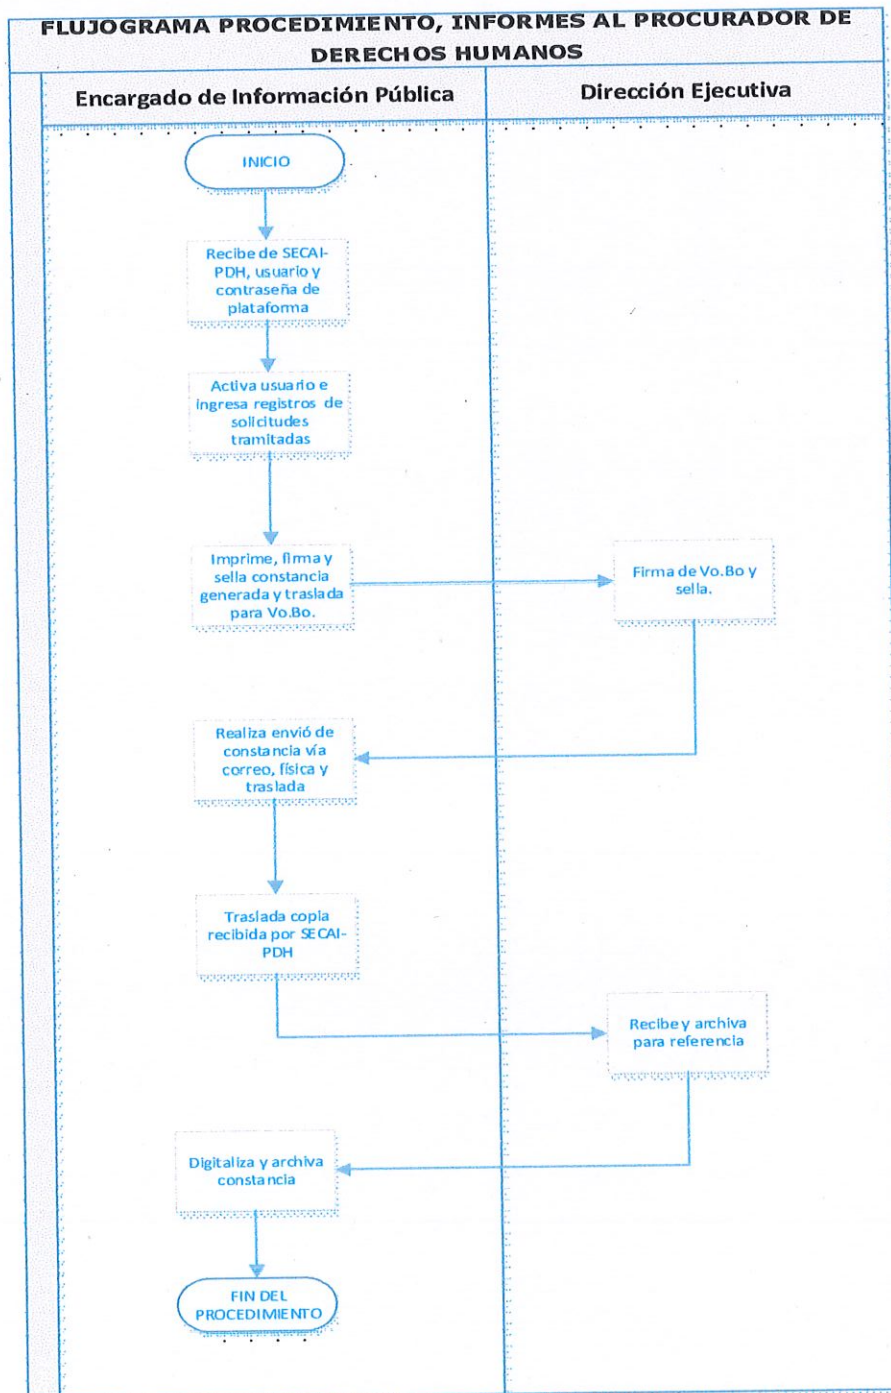 FLUJOGRAMA PROCEDIMIENTO, INFORMES AL PROCURADOR DE
DERECHOS HUMANOS
Encargado de Información Pública
Dirección Ejecutiva
INICIO
Recibe de SECAI-
PDH, usuario y
contraseña de
plataforma
Activa usuario e
ingresa registros de
solicitudes
tramitadas
Imprime, firma y
sella constancia
generada y traslada
para Vo.Bo.
Firma de Vo.Bo y
sella.
Realiza envió de
constancia vía
correo, física y
traslada
Traslada copia
recibida por SECAI-
PDH
Recibe y archiva
para referencia
Digitaliza y archiva
constancia
FIN DEL
PROCEDIMIENTO